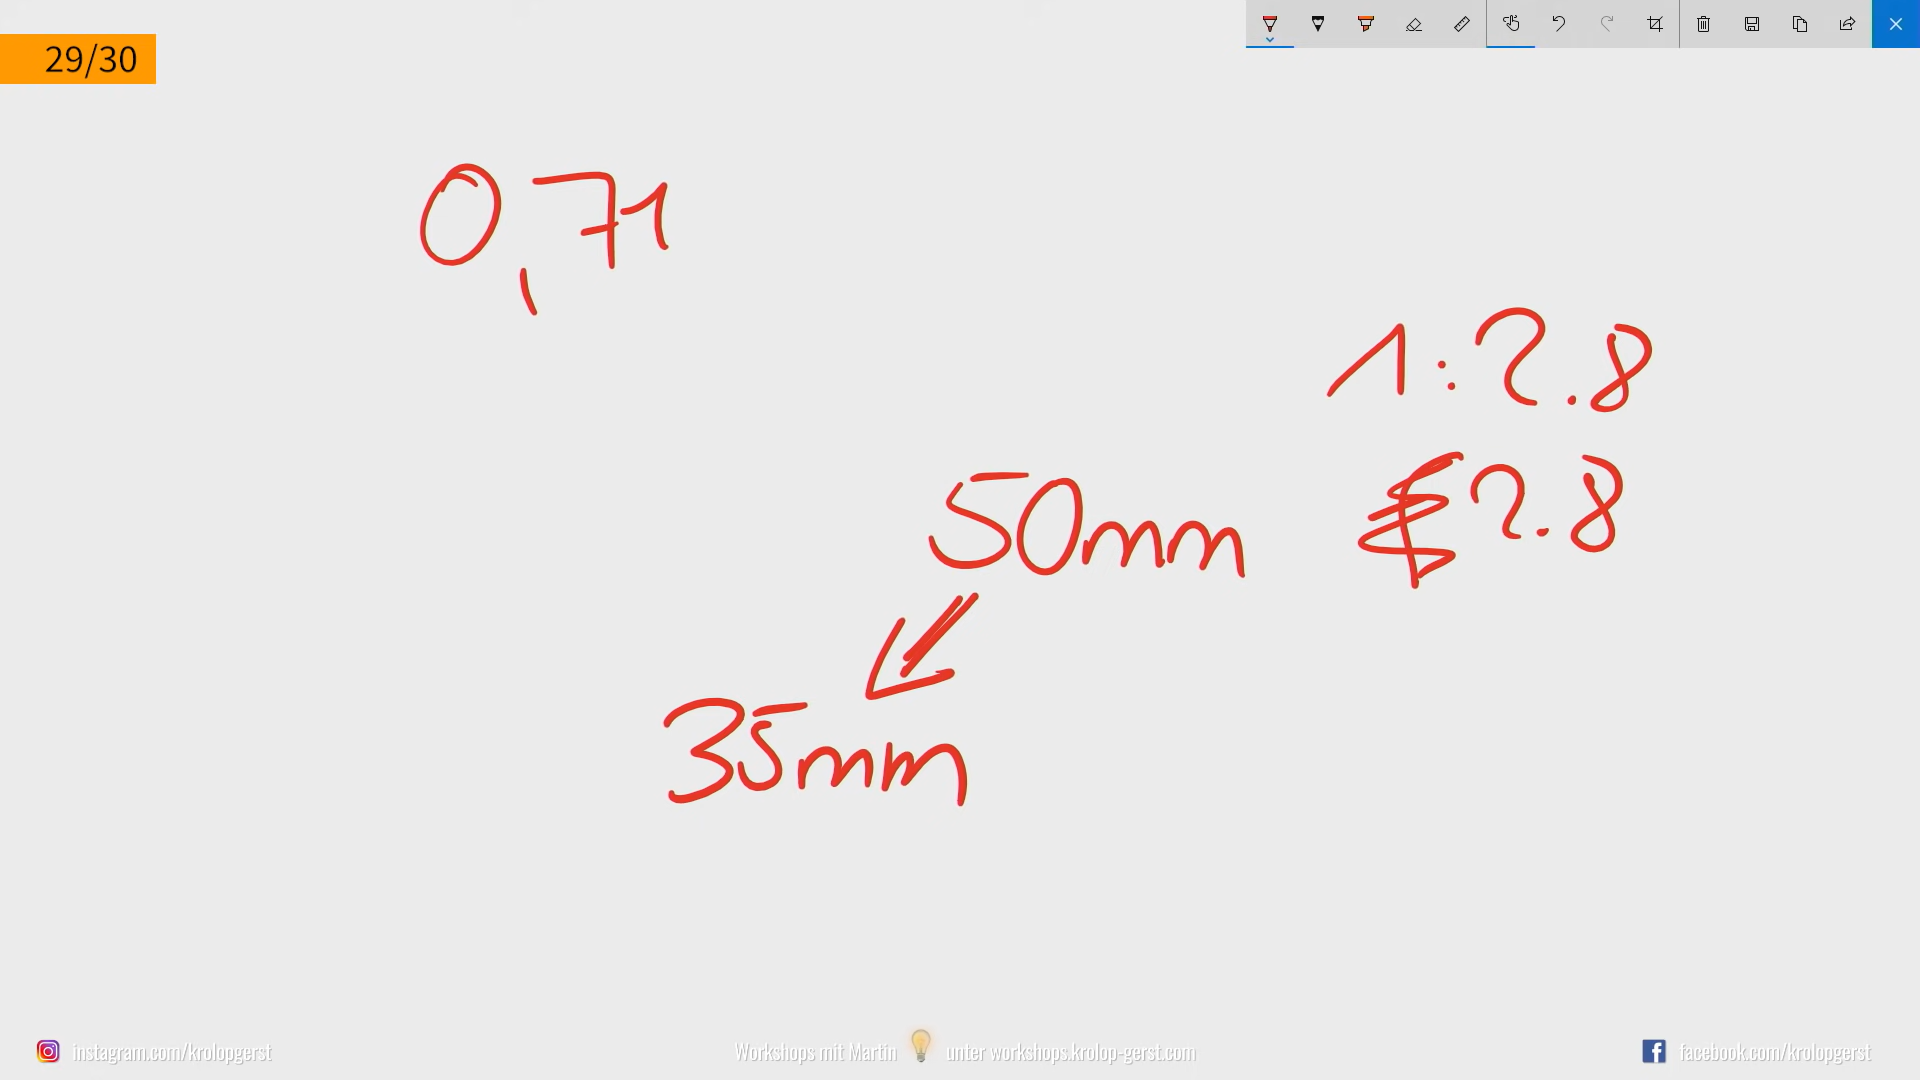 29/30
0,71
1:2.8
2.8
50mm
35mm
instagram.com/krolopgerst
Workshops mit Martin unter workshops.krolop-gerst.com
facebook.com/krolopgerst